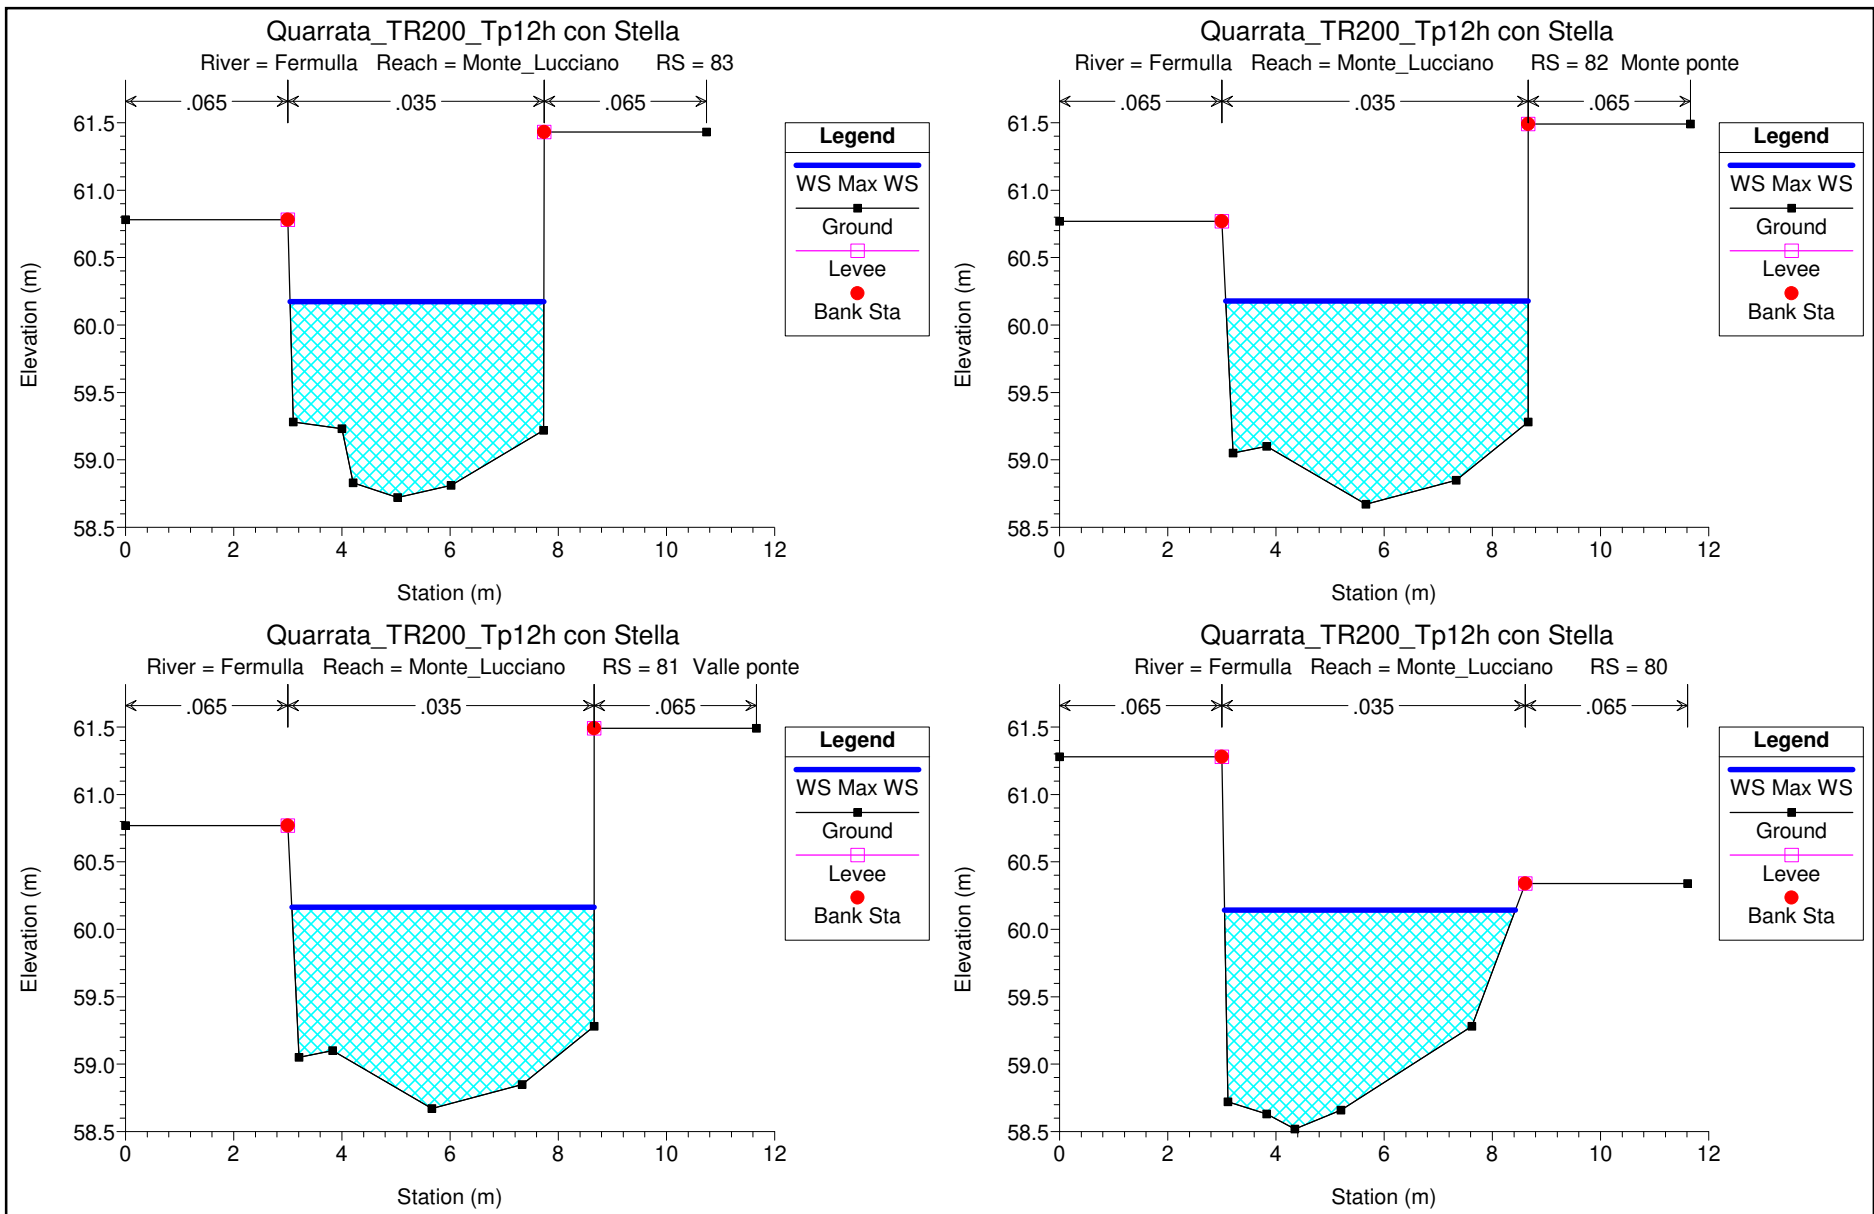 Quarrata_TR200_Tp12h con Stella
River = Fermulla Reach = Monte_Lucciano RS = 83
.065 .035 .065
61.5
61.0
60.5
60.0
59.5
59.0
58.5
Elevation (m)
0 2 4 6 8 10 12
Station (m)
Legend
WS Max WS
Ground
Levee
Bank Sta
Quarrata_TR200_Tp12h con Stella
River = Fermulla Reach = Monte_Lucciano RS = 82 Monte ponte
.065 .035 .065
61.5
61.0
60.5
60.0
59.5
59.0
58.5
Elevation (m)
0 2 4 6 8 10 12
Station (m)
Legend
WS Max WS
Ground
Levee
Bank Sta
Quarrata_TR200_Tp12h con Stella
River = Fermulla Reach = Monte_Lucciano RS = 81 Valle ponte
.065 .035 .065
61.5
61.0
60.5
60.0
59.5
59.0
58.5
Elevation (m)
0 2 4 6 8 10 12
Station (m)
Legend
WS Max WS
Ground
Levee
Bank Sta
Quarrata_TR200_Tp12h con Stella
River = Fermulla Reach = Monte_Lucciano RS = 80
.065 .035 .065
61.5
61.0
60.5
60.0
59.5
59.0
58.5
Elevation (m)
0 2 4 6 8 10 12
Station (m)
Legend
WS Max WS
Ground
Levee
Bank Sta